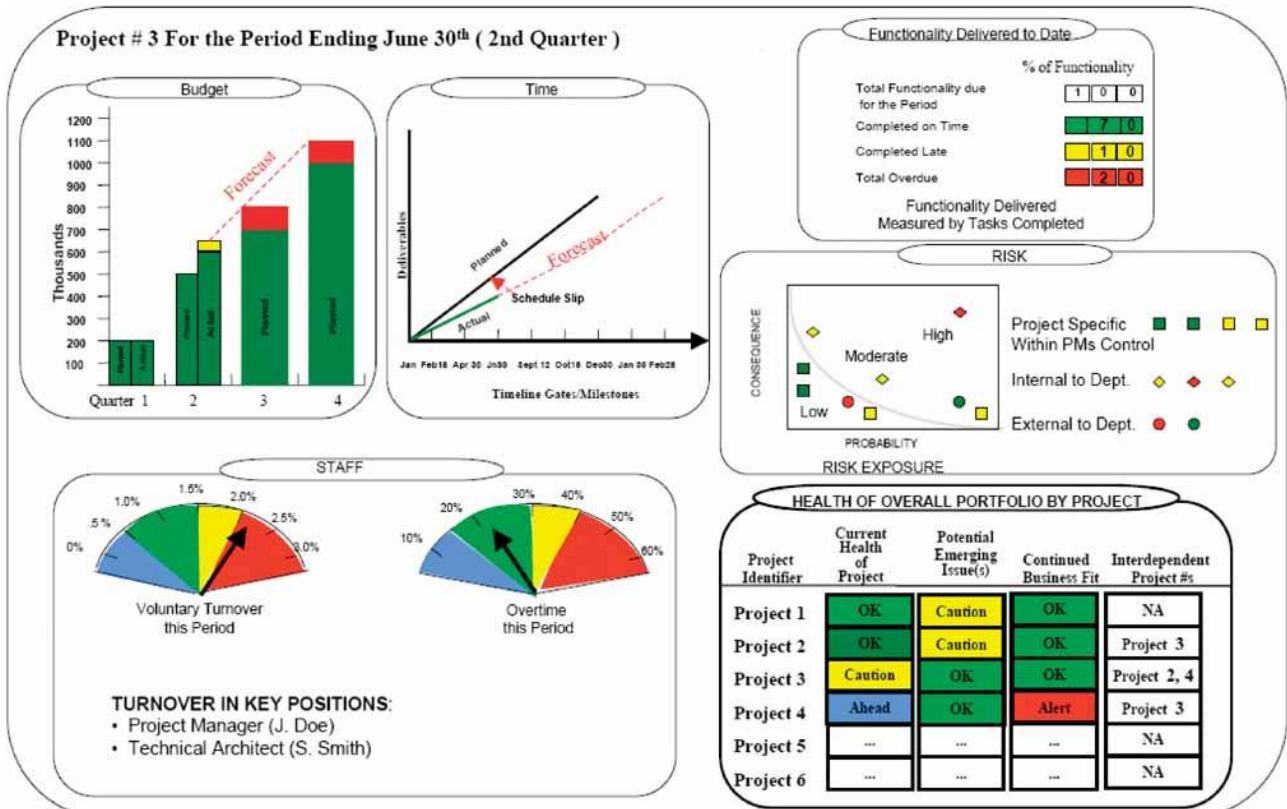 Project # 3 For the Period Ending June 30th ( 2nd Quarter )
Budget
Thousands
1200
1100
1000
900
800
700
600
500
400
300
200
100
Forecast
Planned
Actual
Planned
Actual
Planned
Planned
Quarter 1 2 3 4
Time
Deliverables
Planned
Forecast
Schedule Slip
Actual
Jan Feb18 Apr 30 Jn30 Sept 12 Oct18 Dec30 Jan 30 Feb28
Timeline Gates/Milestones
Functionality Delivered to Date
% of Functionality
Total Functionality due
for the Period
1 0 0
Completed on Time
7 0
Completed Late
1 0
Total Overdue
2 0
Functionality Delivered
Measured by Tasks Completed
RISK
CONSEQUENCE
High
Moderate
Low
PROBABILITY
RISK EXPOSURE
Project Specific
Within PMs Control
Internal to Dept.
External to Dept.
STAFF
0% .5% 1.0% 1.5% 2.0% 2.5% 3.0%
Voluntary Turnover
this Period
10% 20% 30% 40% 50% 60%
Overtime
this Period
TURNOVER IN KEY POSITIONS:
• Project Manager (J. Doe)
• Technical Architect (S. Smith)
HEALTH OF OVERALL PORTFOLIO BY PROJECT
Project
Identifier
Current
Health
of
Project
Potential
Emerging
Issue(s)
Continued
Business Fit
Interdependent
Project #s
Project 1 OK Caution OK NA
Project 2 OK Caution OK Project 3
Project 3 Caution OK OK Project 2, 4
Project 4 Ahead OK Alert Project 3
Project 5 ... ... ... NA
Project 6 ... ... ... NA